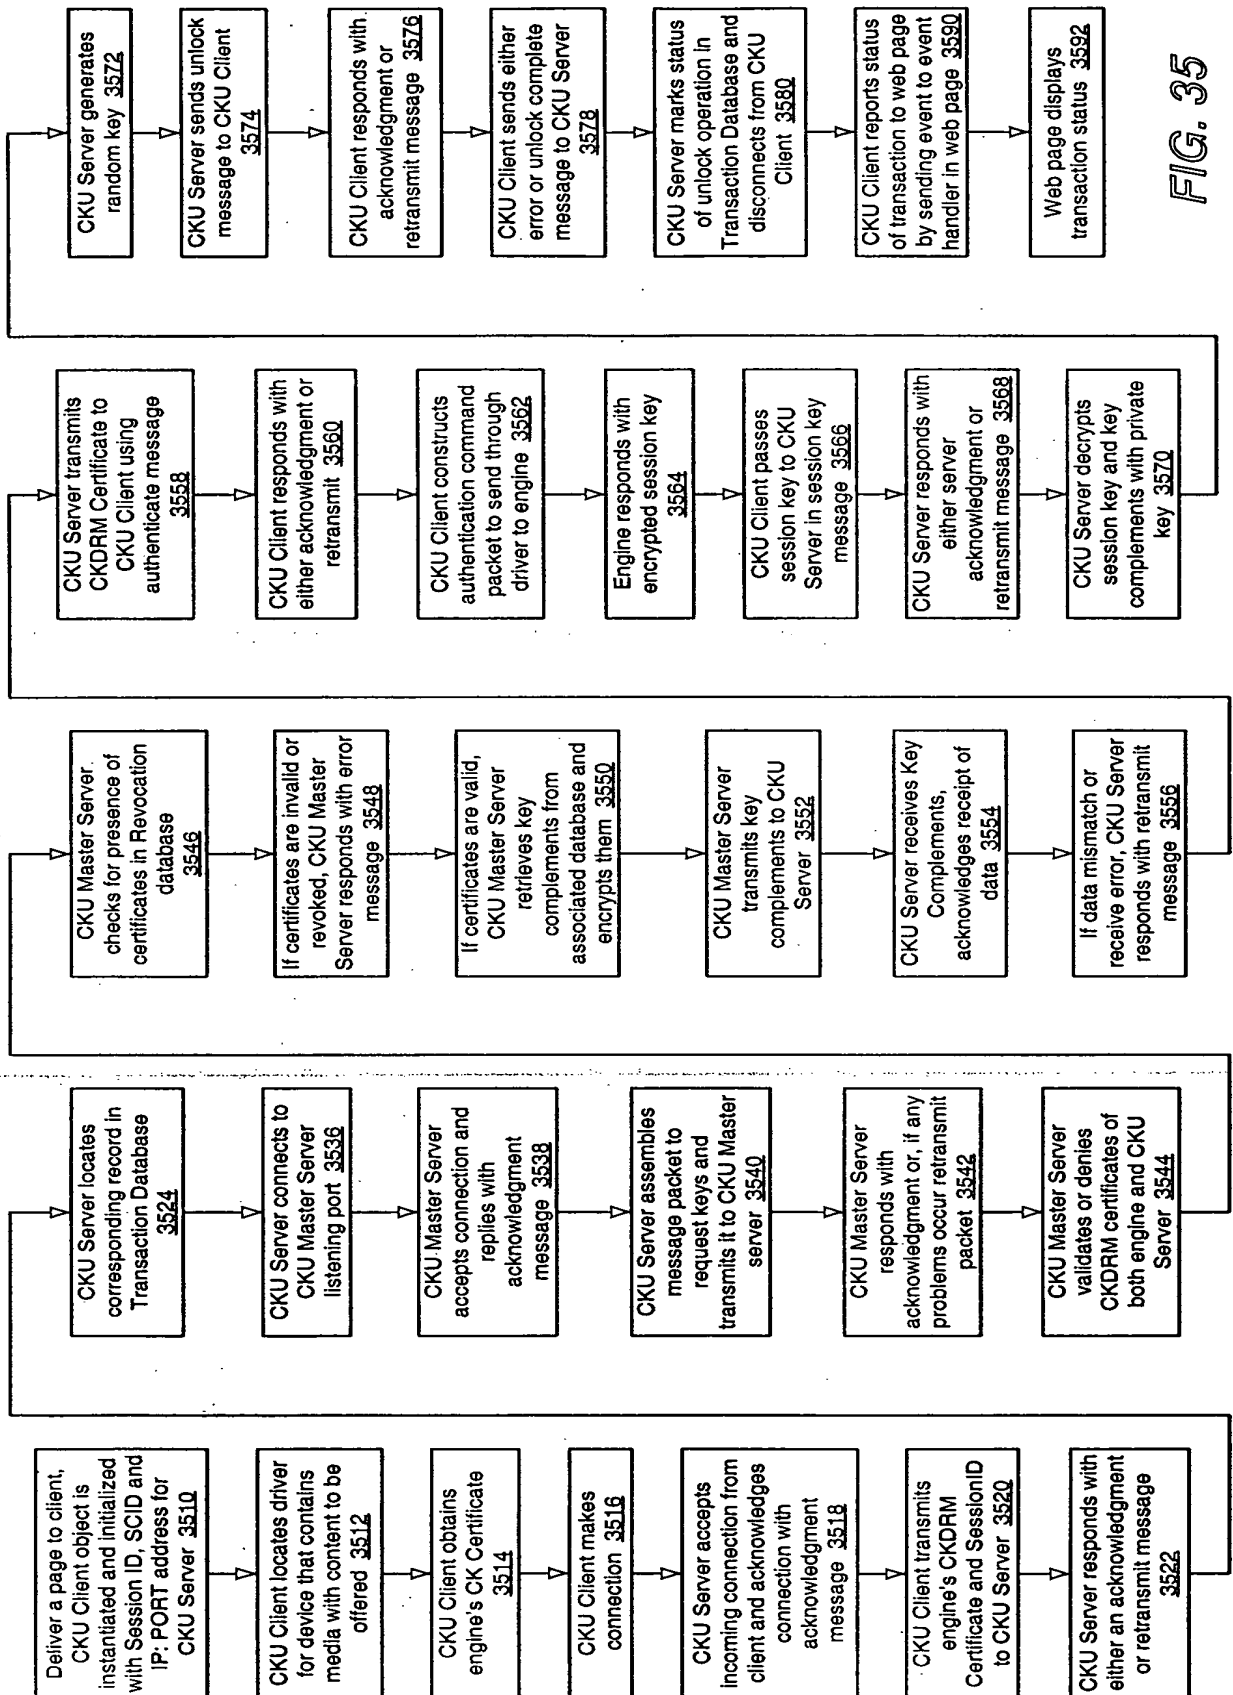 Deliver a page to client,
CKU Client object is
instantiated and initialized
with Session ID, SCID and
IP: PORT address for
CKU Server 3510
CKU Client locates driver
for device that contains
media with content to be
offered 3512
CKU Client obtains
engine's CK Certificate
3514
CKU Client makes
connection 3516
CKU Server accepts
incoming connection from
client and acknowledges
connection with
acknowledgment
message 3518
CKU Client transmits
engine's CKDRM
Certificate and SessionID
to CKU Server 3520
CKU Server responds with
either an acknowledgment
or retransmit message
3522
CKU Server locates
corresponding record in
Transaction Database
3524
CKU Server connects to
CKU Master Server
listening port 3536
CKU Master Server
accepts connection and
replies with
acknowledgment
message 3538
CKU Server assembles
message packet to
request keys and
transmits it to CKU Master
server 3540
CKU Master Server
responds with
acknowledgment or, if any
problems occur retransmit
packet 3542
CKU Master Server
validates or denies
CKDRM certificates of
both engine and CKU
Server 3544
CKU Master Server
checks for presence of
certificates in Revocation
database
3546
If certificates are invalid or
revoked, CKU Master
Server responds with error
message 3548
If certificates are valid,
CKU Master Server
retrieves key
complements from
associated database and
encrypts them 3550
CKU Master Server
transmits key
complements to CKU
Server 3552
CKU Server receives Key
Complements,
acknowledges receipt of
data 3554
If data mismatch or
receive error, CKU Server
responds with retransmit
message 3556
CKU Server transmits
CKDRM Certificate to
CKU Client using
authenticate message
3558
CKU Client responds with
either acknowledgment or
retransmit 3560
CKU Client constructs
authentication command
packet to send through
driver to engine 3562
Engine responds with
encrypted session key
3564
CKU Client passes
session key to CKU
Server in session key
message 3566
CKU Server responds with
either server
acknowledgment or
retransmit message 3568
CKU Server decrypts
session key and key
complements with private
key 3570
CKU Server generates
random key 3572
CKU Server sends unlock
message to CKU Client
3574
CKU Client responds with
acknowledgment or
retransmit message 3576
CKU Client sends either
error or unlock complete
message to CKU Server
3578
CKU Server marks status
of unlock operation in
Transaction Database and
disconnects from CKU
Client 3580
CKU Client reports status
of transaction to web page
by sending event to event
handler in web page 3590
Web page displays
transaction status 3592
FIG. 35